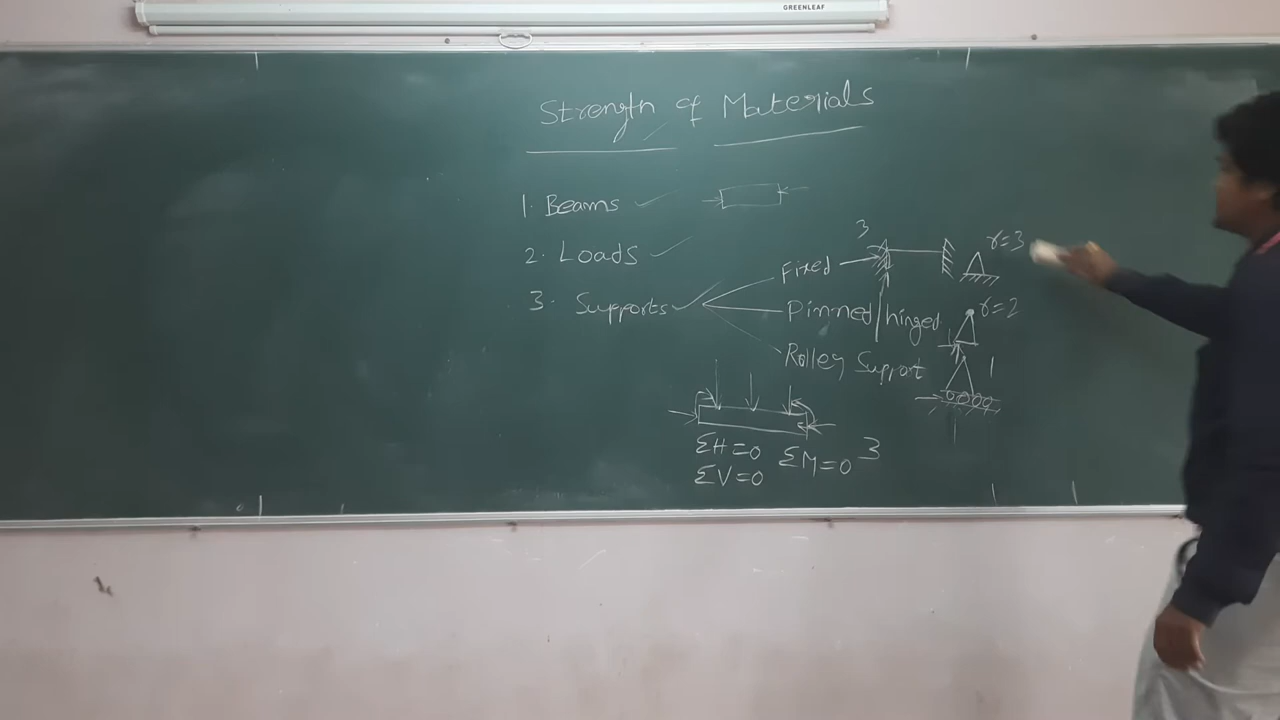 GREENLEAF
Strength of Materials
1. Beams
2. Loads
3. Supports
Fixed
3
r=3
Pinned/hinged
r=2
Rolley Support
1
ΣH=0
ΣV=0
ΣM=0
3